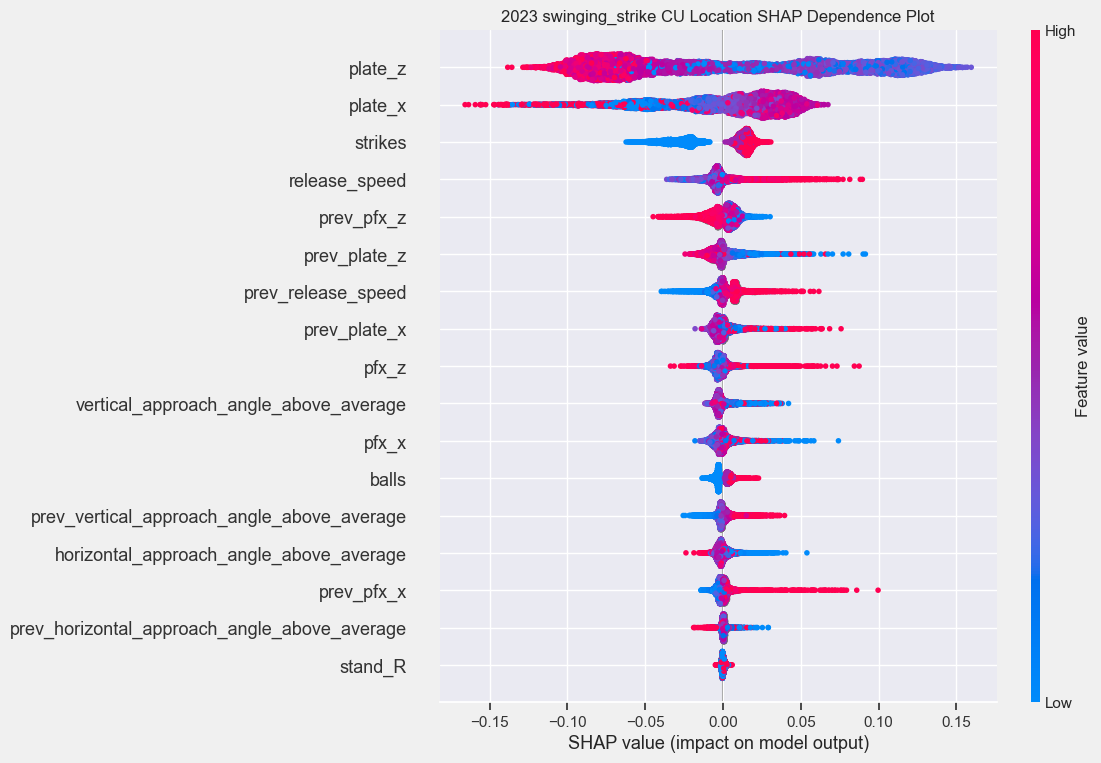 2023 swinging_strike CU Location SHAP Dependence Plot
High
plate_z
plate_x
strikes
release_speed
prev_pfx_z
prev_plate_z
prev_release_speed
prev_plate_x
pfx_z
vertical_approach_angle_above_average
pfx_x
balls
prev_vertical_approach_angle_above_average
horizontal_approach_angle_above_average
prev_pfx_x
prev_horizontal_approach_angle_above_average
stand_R
Feature value
Low
−0.15 −0.10 −0.05 0.00 0.05 0.10 0.15
SHAP value (impact on model output)